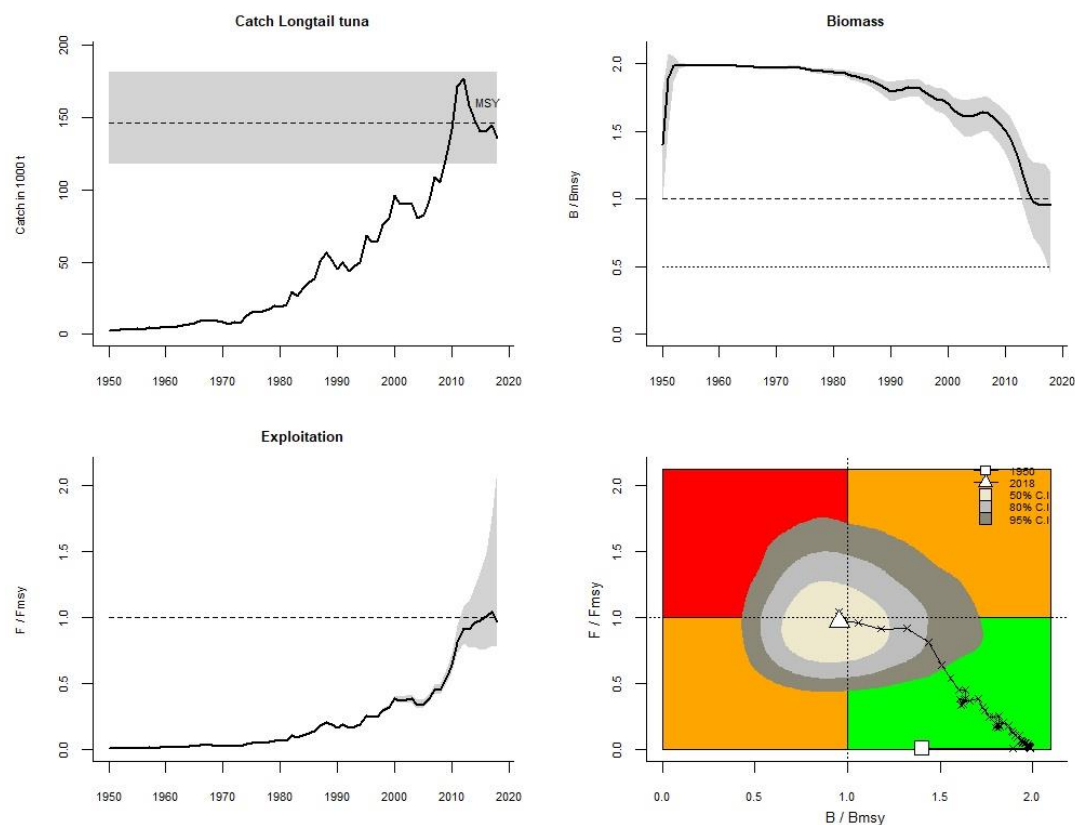 Catch Longtail tuna
Catch in 1000 t
200
150
100
50
0
MSY
1950 1960 1970 1980 1990 2000 2010 2020
Biomass
B / Bmsy
2.0
1.5
1.0
0.5
0.0
1950 1960 1970 1980 1990 2000 2010 2020
Exploitation
F / Fmsy
2.0
1.5
1.0
0.5
0.0
1950 1960 1970 1980 1990 2000 2010 2020
F / Fmsy
2.0
1.5
1.0
0.5
0.0
1950
2018
50% C.I
80% C.I
95% C.I
0.0 0.5 1.0 1.5 2.0
B / Bmsy